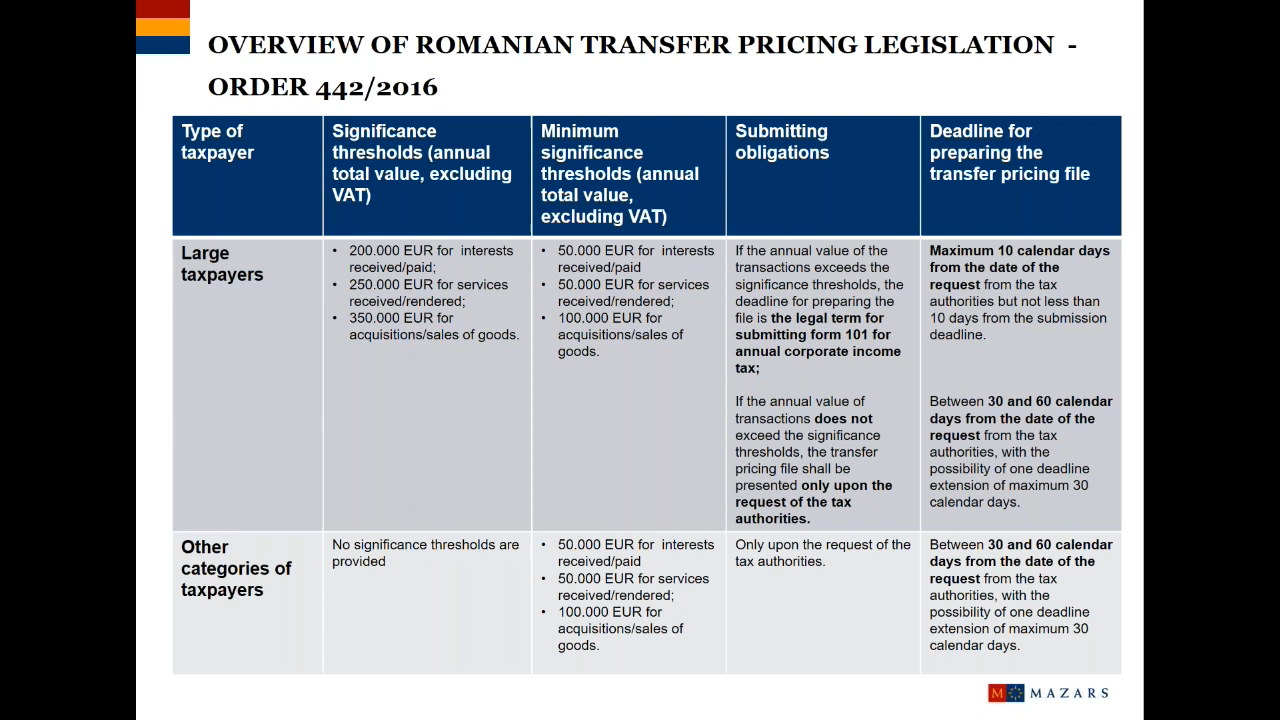 OVERVIEW OF ROMANIAN TRANSFER PRICING LEGISLATION -
ORDER 442/2016
Type of
taxpayer
Significance
thresholds (annual
total value, excluding
VAT)
Minimum
significance
thresholds (annual
total value,
excluding VAT)
Submitting
obligations
Deadline for
preparing the
transfer pricing file
Large
taxpayers
• 200.000 EUR for interests
received/paid;
• 250.000 EUR for services
received/rendered;
• 350.000 EUR for
acquisitions/sales of goods.
• 50.000 EUR for interests
received/paid
• 50.000 EUR for services
received/rendered;
• 100.000 EUR for
acquisitions/sales of
goods.
If the annual value of the
transactions exceeds the
significance thresholds, the
deadline for preparing the
file is the legal term for
submitting form 101 for
annual corporate income
tax;
If the annual value of
transactions does not
exceed the significance
thresholds, the transfer
pricing file shall be
presented only upon the
request of the tax
authorities.
Maximum 10 calendar days
from the date of the
request from the tax
authorities but not less than
10 days from the submission
deadline.
Between 30 and 60 calendar
days from the date of the
request from the tax
authorities, with the
possibility of one deadline
extension of maximum 30
calendar days.
Other
categories of
taxpayers
No significance thresholds are
provided
• 50.000 EUR for interests
received/paid
• 50.000 EUR for services
received/rendered;
• 100.000 EUR for
acquisitions/sales of
goods.
Only upon the request of the
tax authorities.
Between 30 and 60 calendar
days from the date of the
request from the tax
authorities, with the
possibility of one deadline
extension of maximum 30
calendar days.
M MAZARS